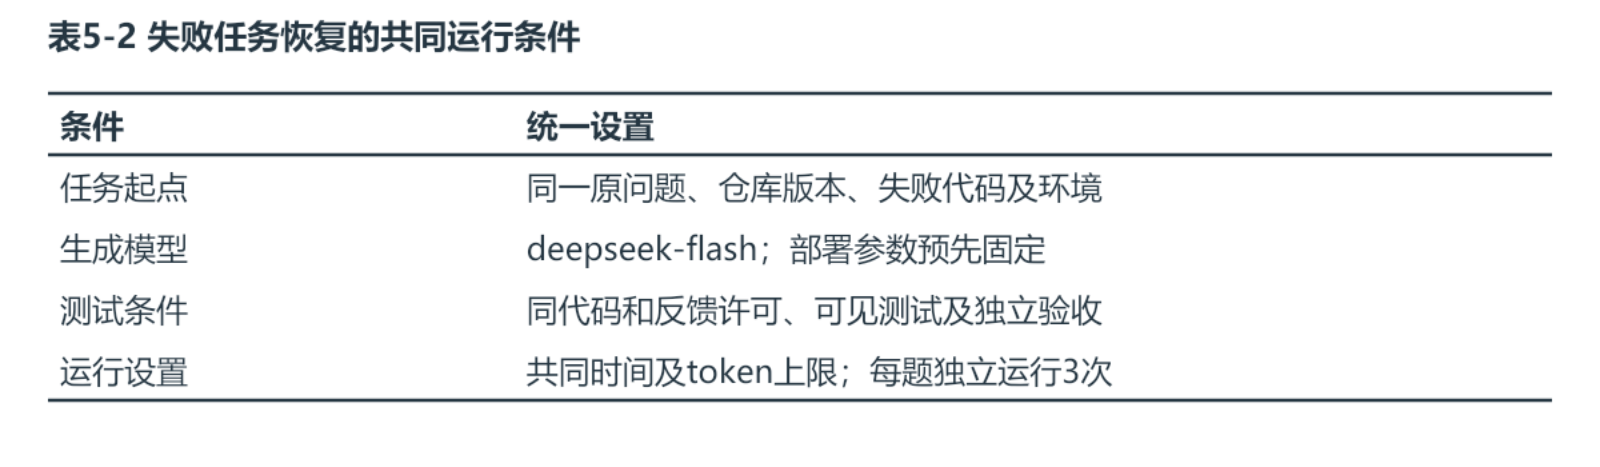 表5-2 失败任务恢复的共同运行条件
条件 统一设置
任务起点 同一原问题、仓库版本、失败代码及环境
生成模型 deepseek-flash；部署参数预先固定
测试条件 同代码和反馈许可、可见测试及独立验收
运行设置 共同时间及token上限；每题独立运行3次